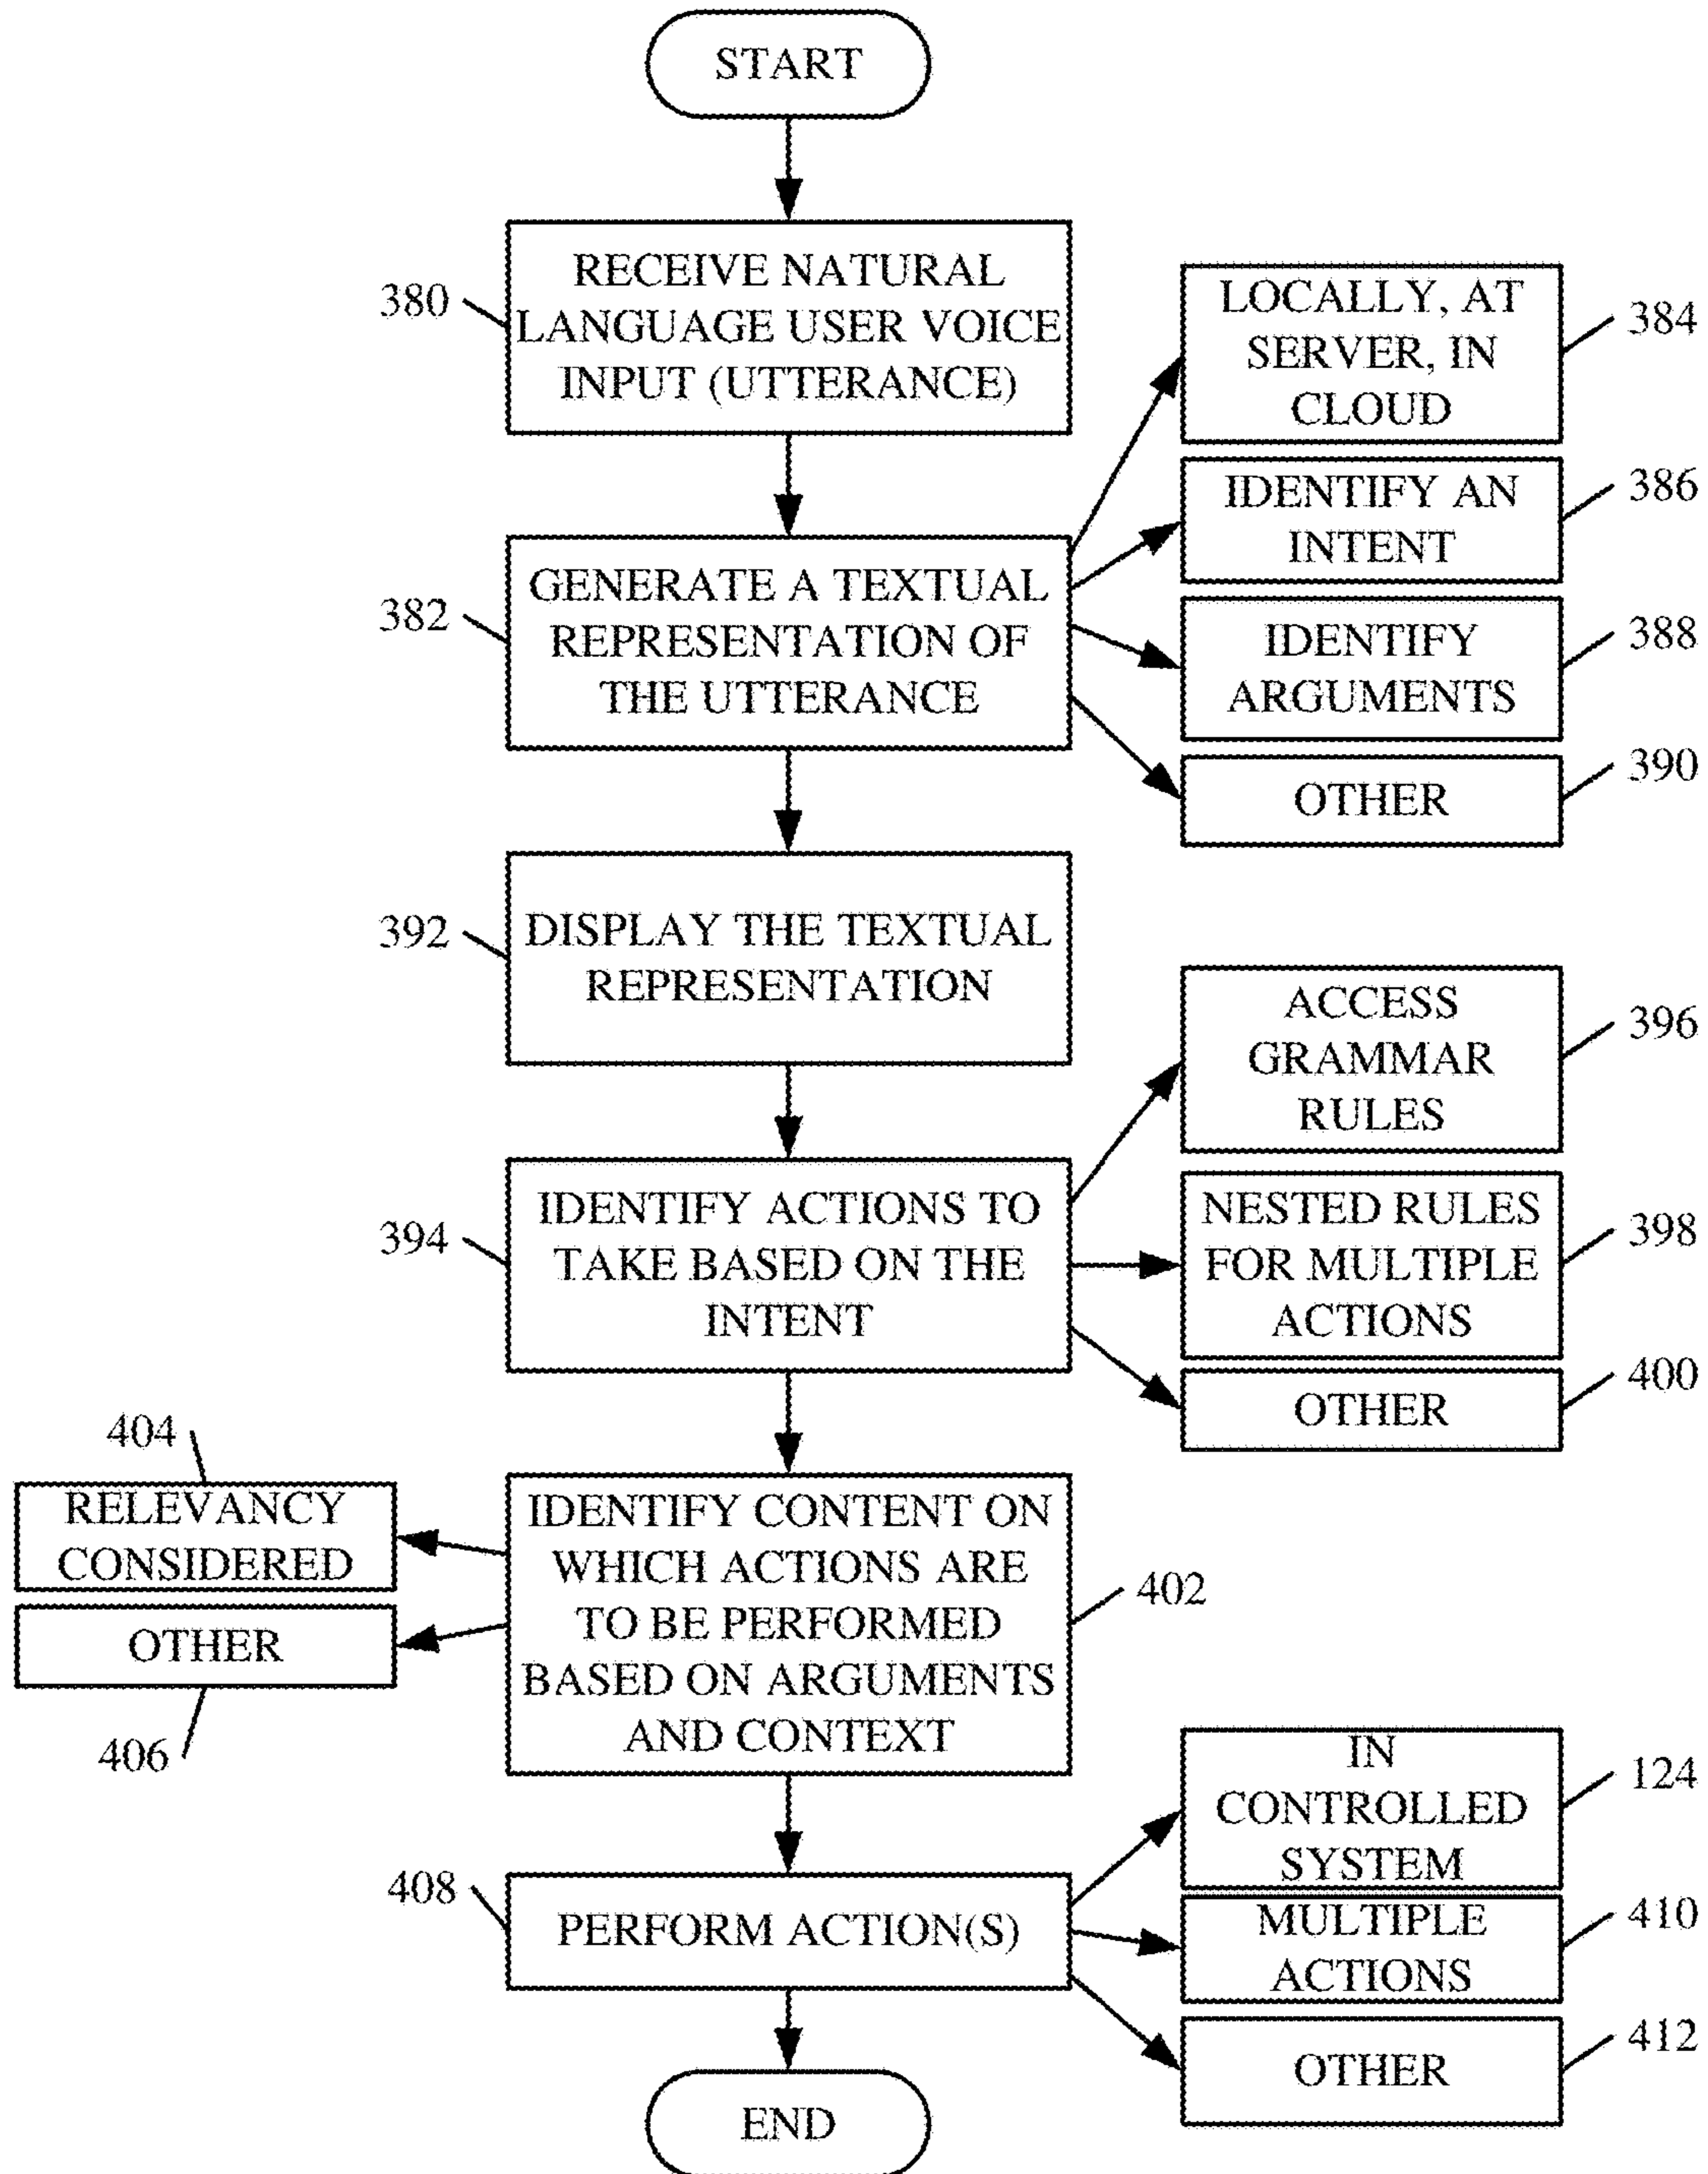 START
380
RECEIVE NATURAL
LANGUAGE USER VOICE
INPUT (UTTERANCE)
LOCALLY, AT
SERVER, IN
CLOUD
384
IDENTIFY AN
INTENT
386
382
GENERATE A TEXTUAL
REPRESENTATION OF
THE UTTERANCE
IDENTIFY
ARGUMENTS
388
OTHER
390
392
DISPLAY THE TEXTUAL
REPRESENTATION
ACCESS
GRAMMAR
RULES
396
394
IDENTIFY ACTIONS TO
TAKE BASED ON THE
INTENT
NESTED RULES
FOR MULTIPLE
ACTIONS
398
OTHER
400
404
RELEVANCY
CONSIDERED
OTHER
406
IDENTIFY CONTENT ON
WHICH ACTIONS ARE
TO BE PERFORMED
BASED ON ARGUMENTS
AND CONTEXT
402
IN
CONTROLLED
SYSTEM
124
408
PERFORM ACTION(S)
MULTIPLE
ACTIONS
410
OTHER
412
END